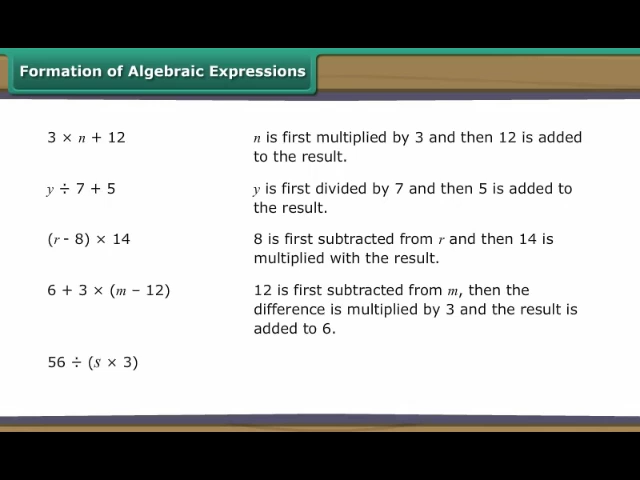 Formation of Algebraic Expressions
3 × n + 12
n is first multiplied by 3 and then 12 is added
to the result.
y ÷ 7 + 5
y is first divided by 7 and then 5 is added to
the result.
(r - 8) × 14
8 is first subtracted from r and then 14 is
multiplied with the result.
6 + 3 × (m – 12)
12 is first subtracted from m, then the
difference is multiplied by 3 and the result is
added to 6.
56 ÷ (s × 3)